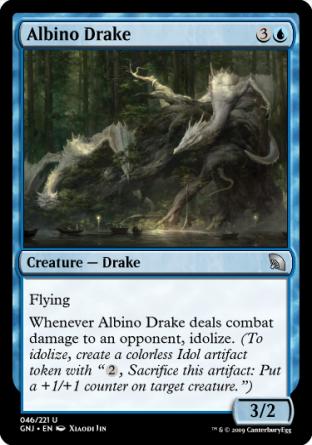 Albino Drake 3
Creature — Drake
Flying
Whenever Albino Drake deals combat
damage to an opponent, idolize. (To
idolize, create a colorless Idol artifact
token with “2, Sacrifice this artifact: Put
a +1/+1 counter on target creature.”)
3/2
046/221 U
GNJ • EN Xiaodi Jin ™ & © 2019 CanterburyEgg